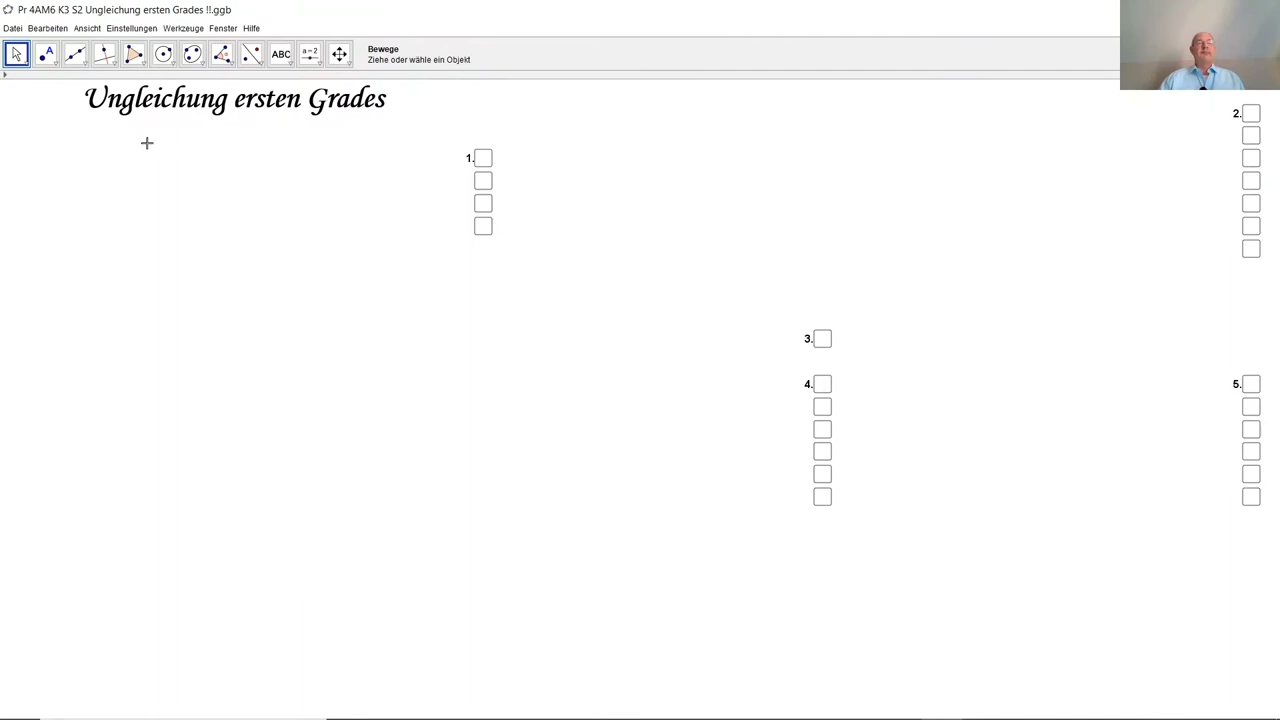 Pr 4AM6 K3 S2 Ungleichung ersten Grades !!.ggb
Datei Bearbeiten Ansicht Einstellungen Werkzeuge Fenster Hilfe
A
ABC
a = 2
Bewege
Ziehe oder wähle ein Objekt
Ungleichung ersten Grades
1.
2.
3.
4.
5.